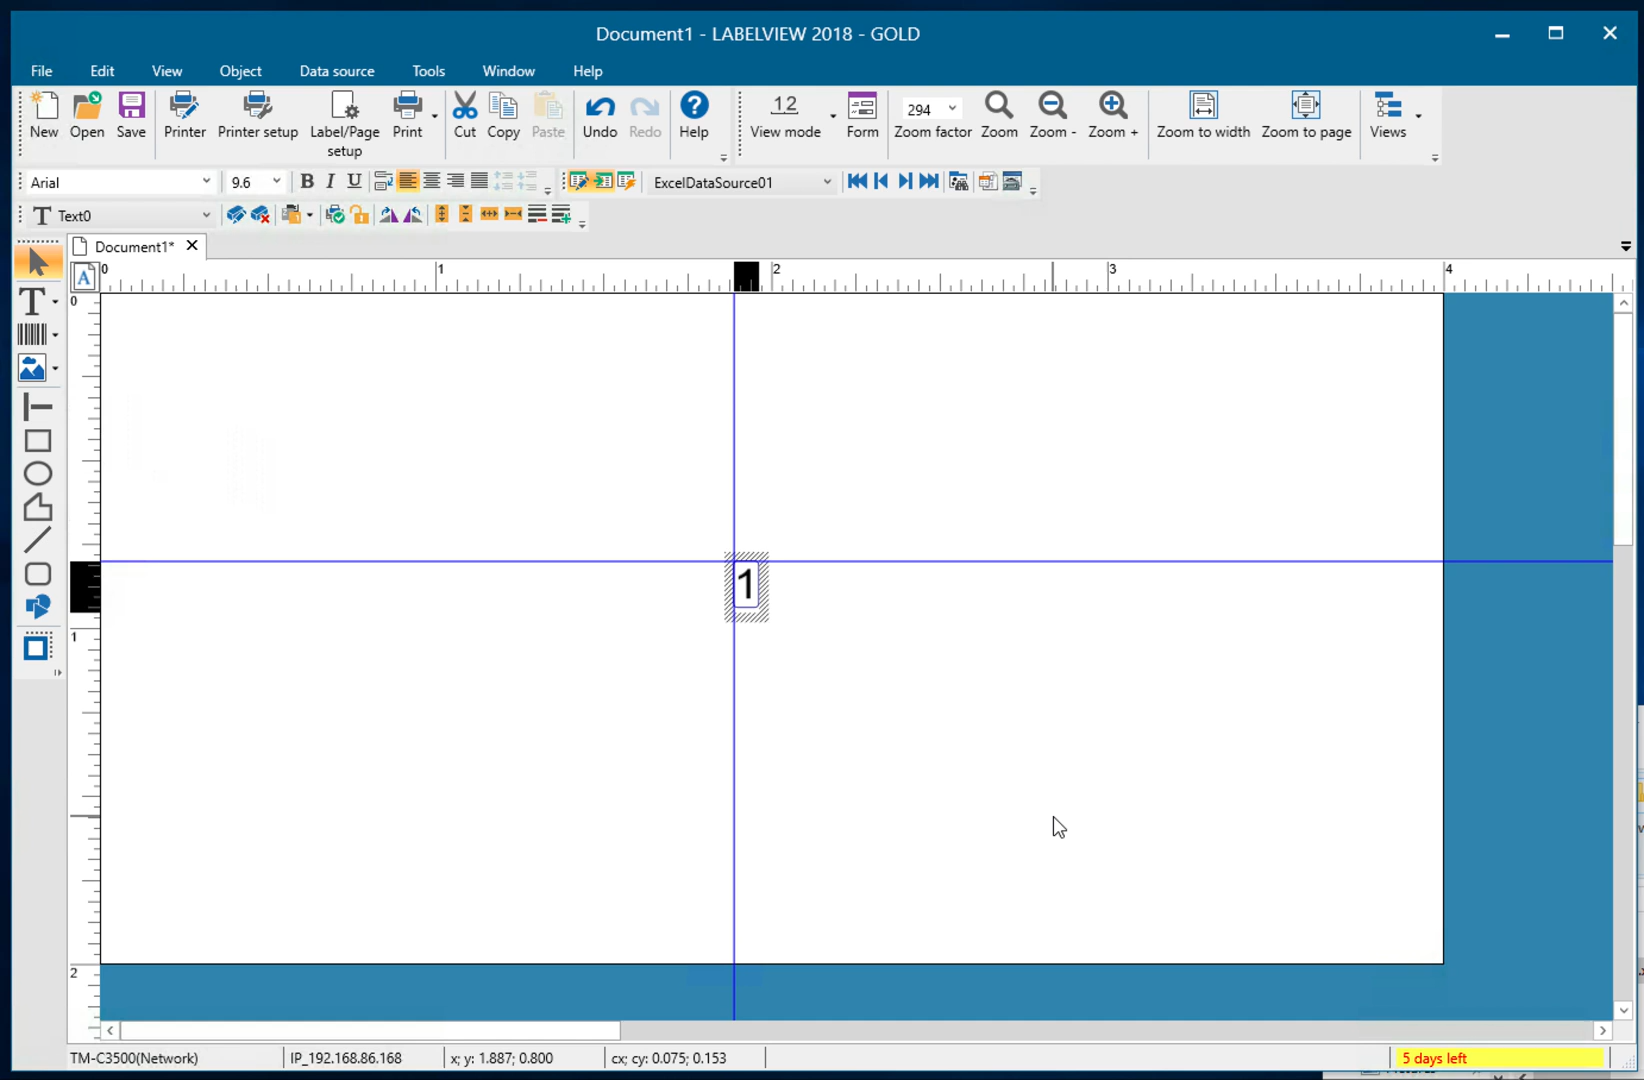 Document1 - LABELVIEW 2018 - GOLD
File Edit View Object Data source Tools Window Help
New Open Save Printer Printer setup Label/Page setup Print Cut Copy Paste Undo Redo Help 12 View mode Form 294 Zoom factor Zoom Zoom - Zoom + Zoom to width Zoom to page Views
Arial 9.6 B I U ExcelDataSource01
T Text0
Document1*
A 0 1 2 3 4
T
0
1
1
2
TM-C3500(Network) IP_192.168.86.168 x; y: 1.887; 0.800 cx; cy: 0.075; 0.153 5 days left